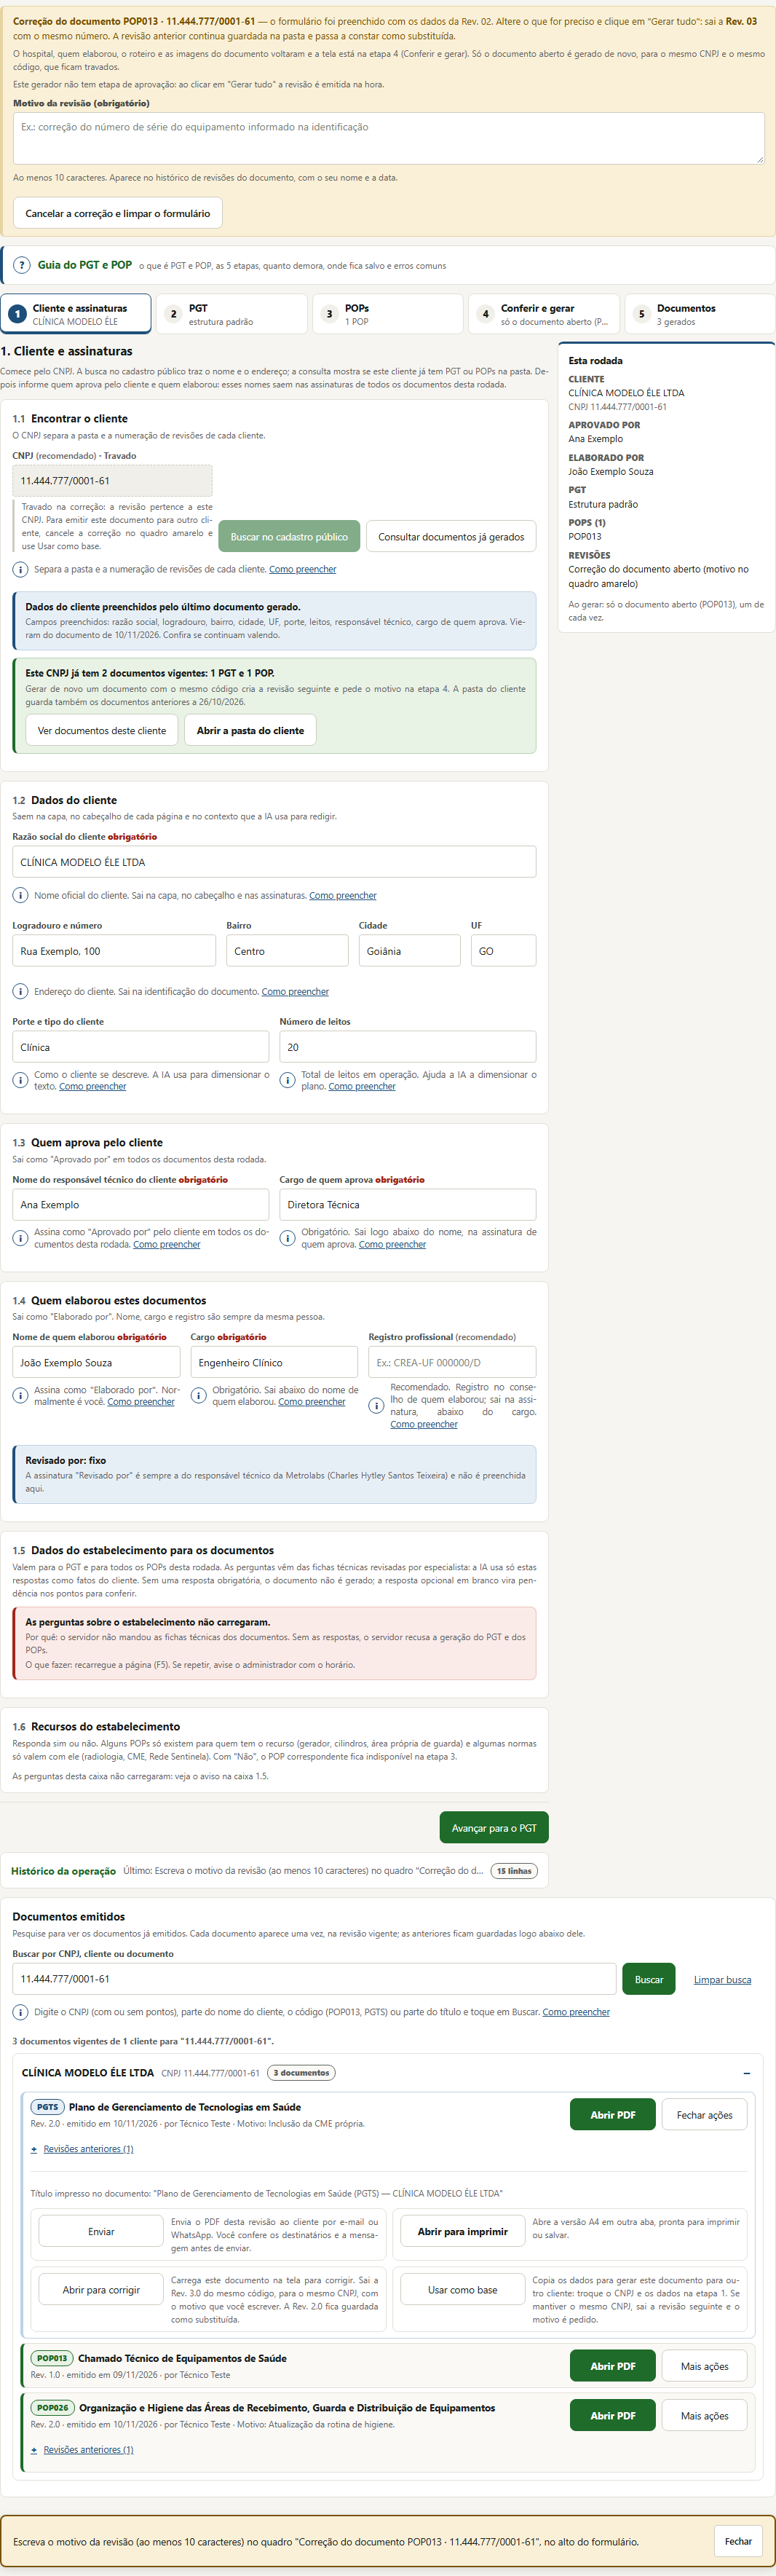 Correção do documento POP013 · 11.444.777/0001-61 — o formulário foi preenchido com os dados da Rev. 02. Altere o que for preciso e clique em "Gerar tudo": sai a Rev. 03
com o mesmo número. A revisão anterior continua guardada na pasta e passa a constar como substituída.
O hospital, quem elaborou, o roteiro e as imagens do documento voltaram e a tela está na etapa 4 (Conferir e gerar). Só o documento aberto é gerado de novo, para o mesmo CNPJ e o mesmo
código, que ficam travados.
Este gerador não tem etapa de aprovação: ao clicar em "Gerar tudo" a revisão é emitida na hora.
Motivo da revisão (obrigatório)
Ex.: correção do número de série do equipamento informado na identificação
Ao menos 10 caracteres. Aparece no histórico de revisões do documento, com o seu nome e a data.
Cancelar a correção e limpar o formulário
? Guia do PGT e POP o que é PGT e POP, as 5 etapas, quanto demora, onde fica salvo e erros comuns
1 Cliente e assinaturas
CLÍNICA MODELO ÉLE
2 PGT
estrutura padrão
3 POPs
1 POP
4 Conferir e gerar
só o documento aberto (P...
5 Documentos
3 gerados
1. Cliente e assinaturas
Comece pelo CNPJ. A busca no cadastro público traz o nome e o endereço; a consulta mostra se este cliente já tem PGT ou POPs na pasta. De-
pois informe quem aprova pelo cliente e quem elaborou: esses nomes saem nas assinaturas de todos os documentos desta rodada.
1.1 Encontrar o cliente
O CNPJ separa a pasta e a numeração de revisões de cada cliente.
CNPJ (recomendado) · Travado
11.444.777/0001-61
Travado na correção: a revisão pertence a este
CNPJ. Para emitir este documento para outro cli-
ente, cancele a correção no quadro amarelo e
use Usar como base.
Buscar no cadastro público
Consultar documentos já gerados
i Separa a pasta e a numeração de revisões de cada cliente. Como preencher
Dados do cliente preenchidos pelo último documento gerado.
Campos preenchidos: razão social, logradouro, bairro, cidade, UF, porte, leitos, responsável técnico, cargo de quem aprova. Vie-
ram do documento de 10/11/2026. Confira se continuam valendo.
Este CNPJ já tem 2 documentos vigentes: 1 PGT e 1 POP.
Gerar de novo um documento com o mesmo código cria a revisão seguinte e pede o motivo na etapa 4. A pasta do cliente
guarda também os documentos anteriores a 26/10/2026.
Ver documentos deste cliente
Abrir a pasta do cliente
1.2 Dados do cliente
Saem na capa, no cabeçalho de cada página e no contexto que a IA usa para redigir.
Razão social do cliente obrigatório
CLÍNICA MODELO ÉLE LTDA
i Nome oficial do cliente. Sai na capa, no cabeçalho e nas assinaturas. Como preencher
Logradouro e número Bairro Cidade UF
Rua Exemplo, 100 Centro Goiânia GO
i Endereço do cliente. Sai na identificação do documento. Como preencher
Porte e tipo do cliente Número de leitos
Clínica 20
i Como o cliente se descreve. A IA usa para dimensionar o
texto. Como preencher
i Total de leitos em operação. Ajuda a IA a dimensionar o
plano. Como preencher
1.3 Quem aprova pelo cliente
Sai como "Aprovado por" em todos os documentos desta rodada.
Nome do responsável técnico do cliente obrigatório Cargo de quem aprova obrigatório
Ana Exemplo Diretora Técnica
i Assina como "Aprovado por" pelo cliente em todos os do-
cumentos desta rodada. Como preencher
i Obrigatório. Sai logo abaixo do nome, na assinatura de
quem aprova. Como preencher
1.4 Quem elaborou estes documentos
Sai como "Elaborado por". Nome, cargo e registro são sempre da mesma pessoa.
Nome de quem elaborou obrigatório Cargo obrigatório Registro profissional (recomendado)
João Exemplo Souza Engenheiro Clínico Ex.: CREA-UF 000000/D
i Assina como "Elaborado por". Nor-
malmente é você. Como preencher
i Obrigatório. Sai abaixo do nome de
quem elaborou. Como preencher
i Recomendado. Registro no conse-
lho de quem elaborou; sai na assi-
natura, abaixo do cargo.
Como preencher
Revisado por: fixo
A assinatura "Revisado por" é sempre a do responsável técnico da Metrolabs (Charles Hytley Santos Teixeira) e não é preenchida
aqui.
1.5 Dados do estabelecimento para os documentos
Valem para o PGT e para todos os POPs desta rodada. As perguntas vêm das fichas técnicas revisadas por especialista: a IA usa só estas
respostas como fatos do cliente. Sem uma resposta obrigatória, o documento não é gerado; a resposta opcional em branco vira pen-
dência nos pontos para conferir.
As perguntas sobre o estabelecimento não carregaram.
Por quê: o servidor não mandou as fichas técnicas dos documentos. Sem as respostas, o servidor recusa a geração do PGT e dos
POPs.
O que fazer: recarregue a página (F5). Se repetir, avise o administrador com o horário.
1.6 Recursos do estabelecimento
Responda sim ou não. Alguns POPs só existem para quem tem o recurso (gerador, cilindros, área própria de guarda) e algumas normas
só valem com ele (radiologia, CME, Rede Sentinela). Com "Não", o POP correspondente fica indisponível na etapa 3.
As perguntas desta caixa não carregaram: veja o aviso na caixa 1.5.
Avançar para o PGT
Esta rodada
CLIENTE
CLÍNICA MODELO ÉLE LTDA
CNPJ 11.444.777/0001-61
APROVADO POR
Ana Exemplo
ELABORADO POR
João Exemplo Souza
PGT
Estrutura padrão
POPS (1)
POP013
REVISÕES
Correção do documento aberto (motivo no
quadro amarelo)
Ao gerar: só o documento aberto (POP013), um de
cada vez.
Histórico da operação Último: Escreva o motivo da revisão (ao menos 10 caracteres) no quadro "Correção do d... 15 linhas
Documentos emitidos
Pesquise para ver os documentos já emitidos. Cada documento aparece uma vez, na revisão vigente; as anteriores ficam guardadas logo abaixo dele.
Buscar por CNPJ, cliente ou documento
11.444.777/0001-61 Buscar Limpar busca
i Digite o CNPJ (com ou sem pontos), parte do nome do cliente, o código (POP013, PGTS) ou parte do título e toque em Buscar. Como preencher
3 documentos vigentes de 1 cliente para "11.444.777/0001-61".
CLÍNICA MODELO ÉLE LTDA CNPJ 11.444.777/0001-61 3 documentos −
PGTS Plano de Gerenciamento de Tecnologias em Saúde
Rev. 2.0 · emitido em 10/11/2026 · por Técnico Teste · Motivo: Inclusão da CME própria.
Abrir PDF Fechar ações
+ Revisões anteriores (1)
Título impresso no documento: "Plano de Gerenciamento de Tecnologias em Saúde (PGTS) — CLÍNICA MODELO ÉLE LTDA"
Enviar
Envia o PDF desta revisão ao cliente por e-mail ou
WhatsApp. Você confere os destinatários e a mensa-
gem antes de enviar.
Abrir para imprimir
Abre a versão A4 em outra aba, pronta para imprimir
ou salvar.
Abrir para corrigir
Carrega este documento na tela para corrigir. Sai a
Rev. 3.0 do mesmo código, para o mesmo CNPJ, com
o motivo que você escrever. A Rev. 2.0 fica guardada
como substituída.
Usar como base
Copia os dados para gerar este documento para ou-
tro cliente: troque o CNPJ e os dados na etapa 1. Se
mantiver o mesmo CNPJ, sai a revisão seguinte e o
motivo é pedido.
POP013 Chamado Técnico de Equipamentos de Saúde
Rev. 1.0 · emitido em 09/11/2026 · por Técnico Teste
Abrir PDF Mais ações
POP026 Organização e Higiene das Áreas de Recebimento, Guarda e Distribuição de Equipamentos
Rev. 2.0 · emitido em 10/11/2026 · por Técnico Teste · Motivo: Atualização da rotina de higiene.
Abrir PDF Mais ações
+ Revisões anteriores (1)
Escreva o motivo da revisão (ao menos 10 caracteres) no quadro "Correção do documento POP013 · 11.444.777/0001-61", no alto do formulário.
Fechar